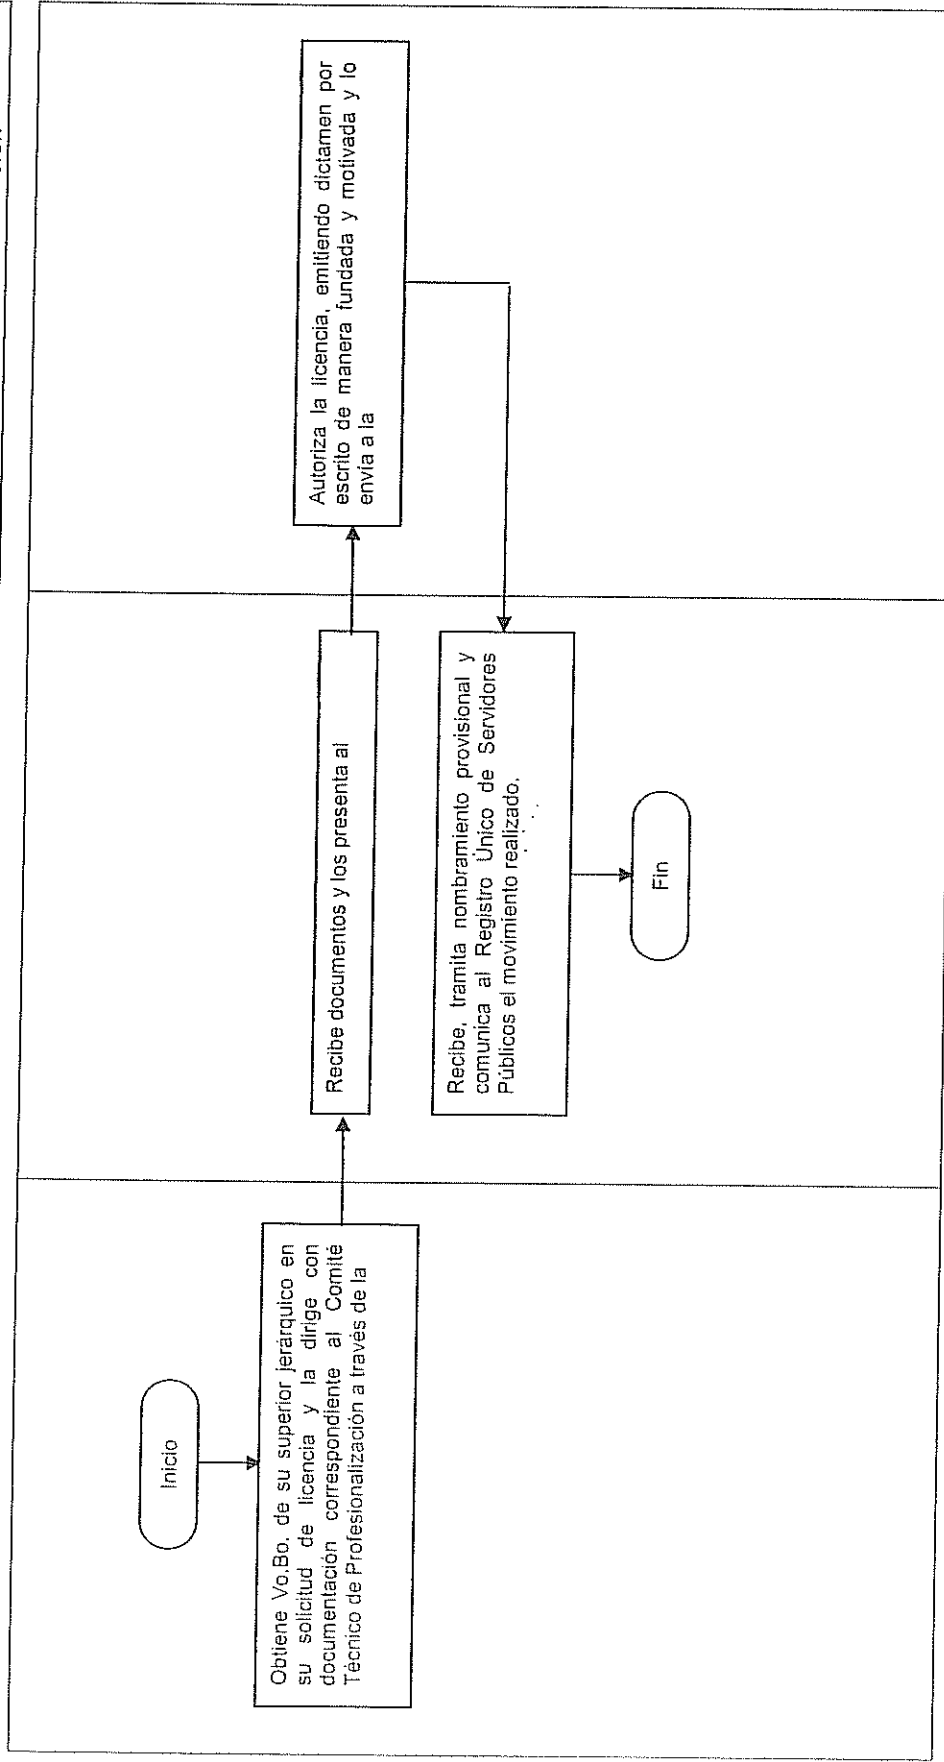 Inicio
Obtiene Vo.Bo. de su superior jerárquico en
su solicitud de licencia y la dirige con
documentación correspondiente al Comité
Técnico de Profesionalización a través de la
Recibe documentos y los presenta al
Autoriza la licencia, emitiendo dictamen por
escrito de manera fundada y motivada y lo
envía a la
Recibe, tramita nombramiento provisional y
comunica al Registro Único de Servidores
Públicos el movimiento realizado.
Fin